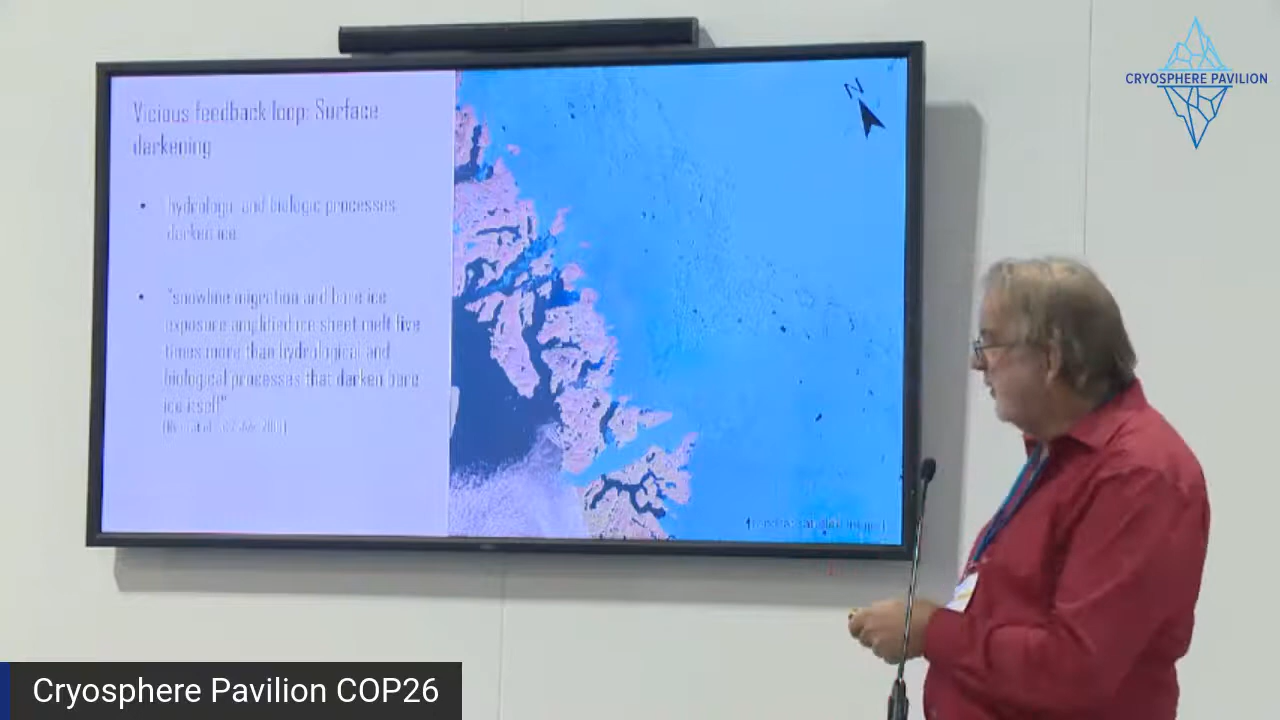 CRYOSPHERE PAVILION
N
Vicious feedback loop: Surface
darkening
• hydrologic and biologic processes
darken ice
• "snowline migration and bare ice
exposure amplified ice sheet melt five
times more than hydrological and
biological processes that darken bare
ice itself"
Cryosphere Pavilion COP26